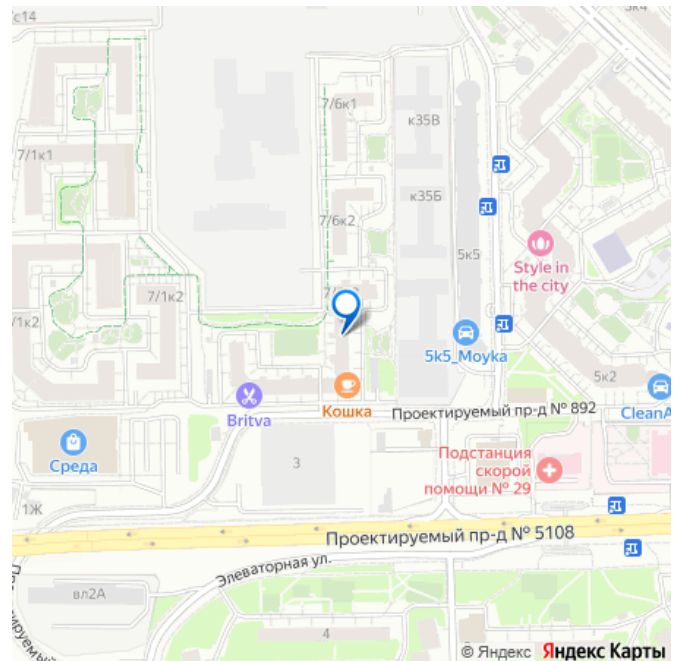 /с14
5к4
7/6к1
к35В
7/1к1
к35Б
7/6к2
5к5
Style in
the city
7/1к2
/1к2
5k5_Moyka
5к2
Britva
Кошка
Проектируемый пр-д № 892
CleanA
Среда
3
Подстанция
скорой
помощи № 29
1Ж
Проектируемый пр-д № 5108
Элеваторная ул.
вл2А
4
© Яндекс Яндекс Карты